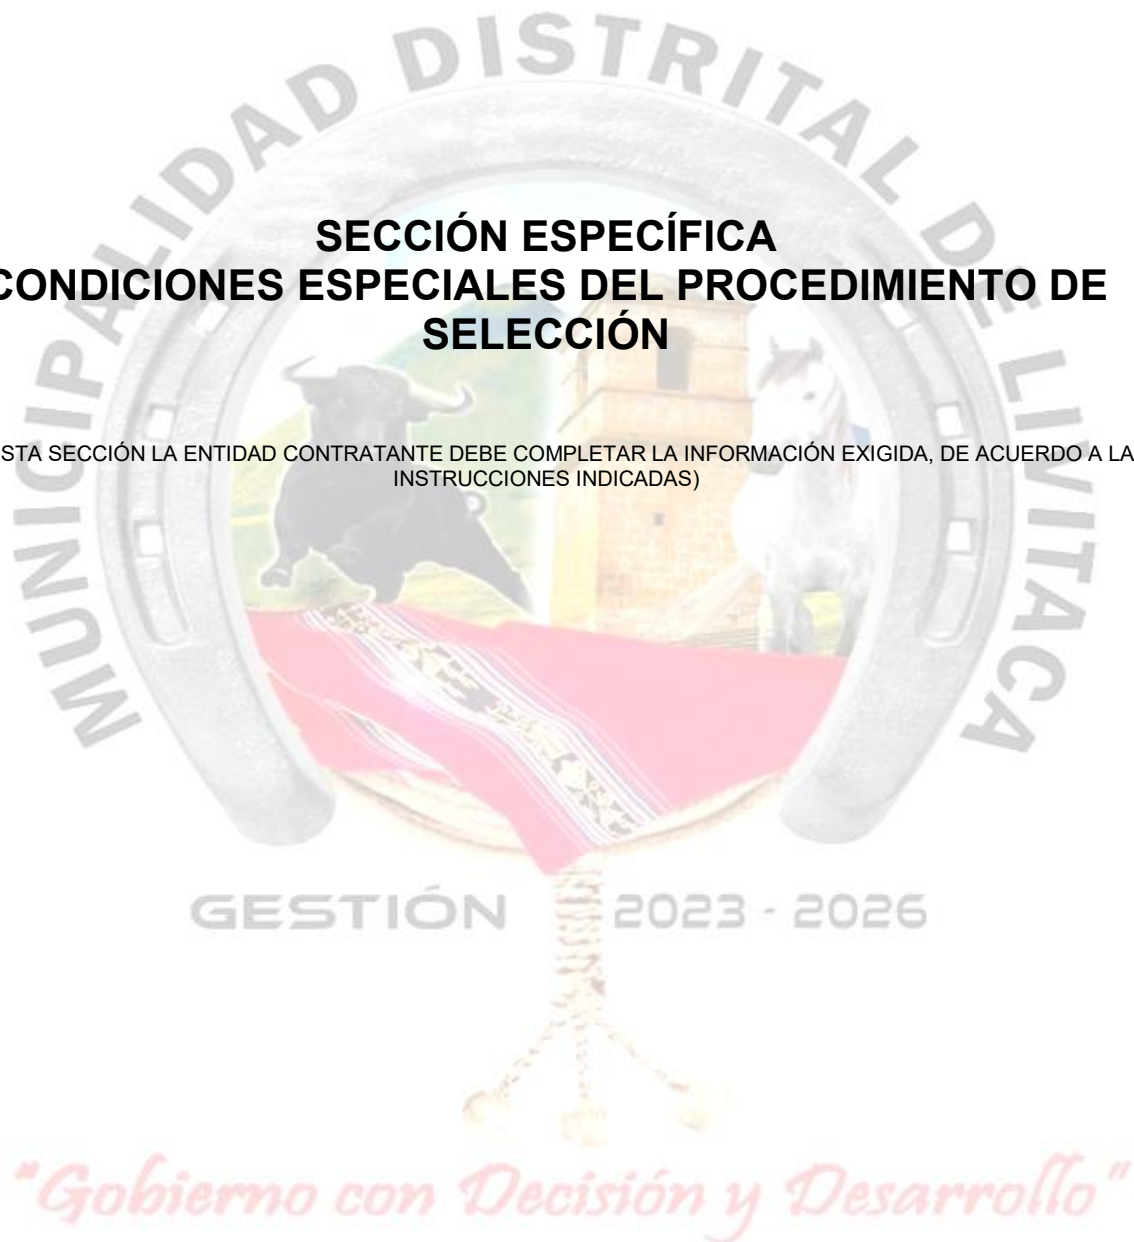 MUNICIPALIDAD DISTRITAL DE LIVITACA
SECCIÓN ESPECÍFICA
CONDICIONES ESPECIALES DEL PROCEDIMIENTO DE
SELECCIÓN
STA SECCIÓN LA ENTIDAD CONTRATANTE DEBE COMPLETAR LA INFORMACIÓN EXIGIDA, DE ACUERDO A LA
INSTRUCCIONES INDICADAS)
GESTIÓN 2023 - 2026
"Gobierno con Decisión y Desarrollo"